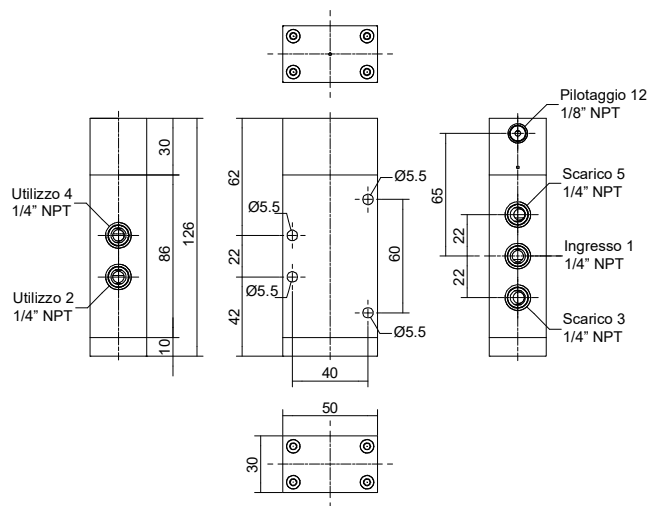 Pilotaggio 12
1/8” NPT
30
62
65
Ø5.5
Scarico 5
1/4” NPT
Utilizzo 4
1/4” NPT
Ø5.5
22
86
126
22
60
Ingresso 1
1/4” NPT
Utilizzo 2
1/4” NPT
Ø5.5
22
42
Scarico 3
1/4” NPT
Ø5.5
10
40
50
30